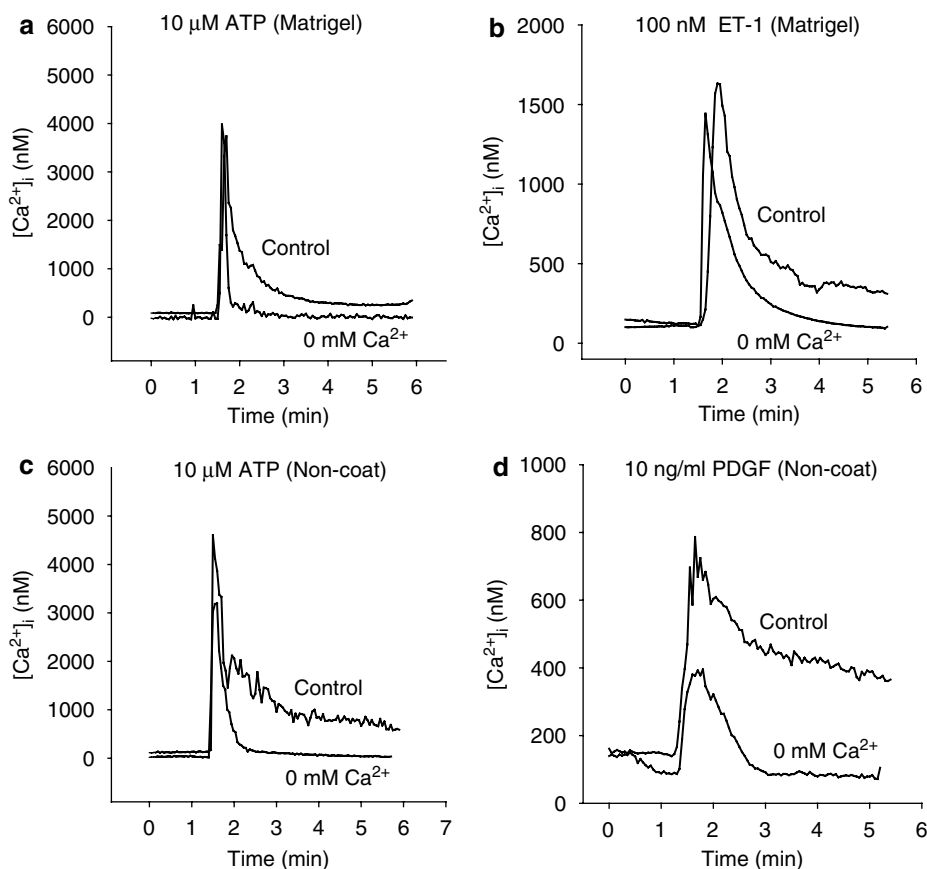 a
10 μM ATP (Matrigel)
[Ca²⁺]ᵢ (nM)
6000
5000
4000
3000
2000
1000
0
Control
0 mM Ca²⁺
0 1 2 3 4 5 6
Time (min)
b
100 nM ET-1 (Matrigel)
[Ca²⁺]ᵢ (nM)
2000
1500
1000
500
0
Control
0 mM Ca²⁺
0 1 2 3 4 5 6
Time (min)
c
10 μM ATP (Non-coat)
[Ca²⁺]ᵢ (nM)
6000
5000
4000
3000
2000
1000
0
Control
0 mM Ca²⁺
0 1 2 3 4 5 6 7
Time (min)
d
10 ng/ml PDGF (Non-coat)
[Ca²⁺]ᵢ (nM)
1000
800
600
400
200
0
Control
0 mM Ca²⁺
0 1 2 3 4 5 6
Time (min)